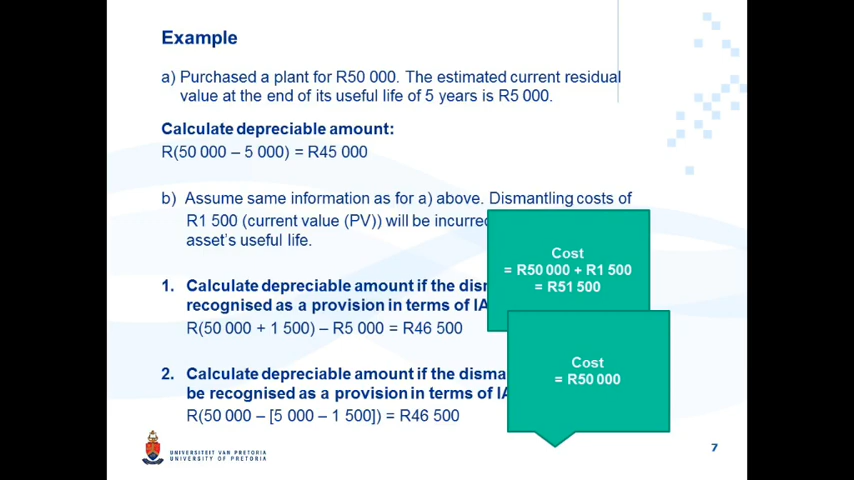 Example
a) Purchased a plant for R50 000. The estimated current residual
value at the end of its useful life of 5 years is R5 000.
Calculate depreciable amount:
R(50 000 – 5 000) = R45 000
b) Assume same information as for a) above. Dismantling costs of
R1 500 (current value (PV)) will be incurred
asset's useful life.
Cost
= R50 000 + R1 500
= R51 500
1. Calculate depreciable amount if the
recognised as a provision in terms of
R(50 000 + 1 500) – R5 000 = R46 500
Cost
= R50 000
2. Calculate depreciable amount if the
be recognised as a provision in terms of
R(50 000 – [5 000 – 1 500]) = R46 500
UNIVERSITEIT VAN PRETORIA
UNIVERSITY OF PRETORIA
7